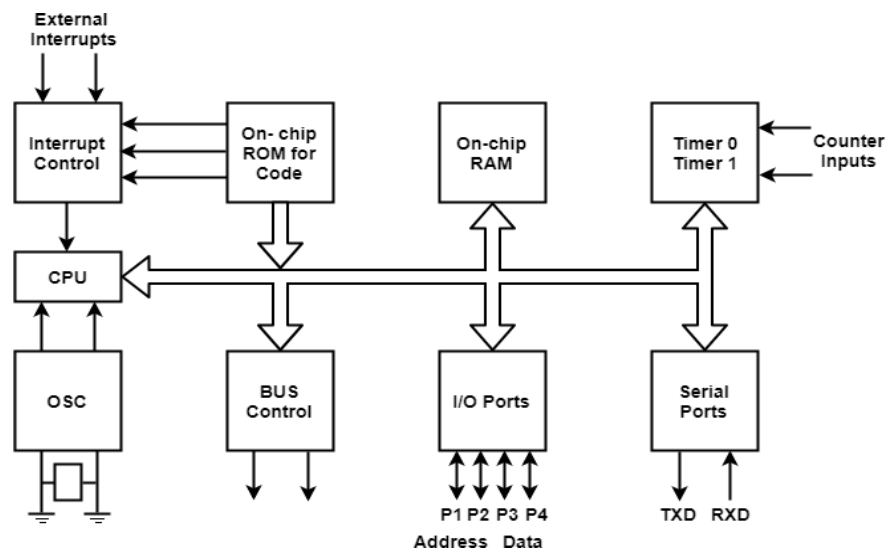 External
Interrupts
Interrupt
Control
On- chip
ROM for
Code
On-chip
RAM
Timer 0
Timer 1
Counter
Inputs
CPU
OSC
BUS
Control
I/O Ports
Serial
Ports
P1 P2 P3 P4
TXD RXD
Address Data